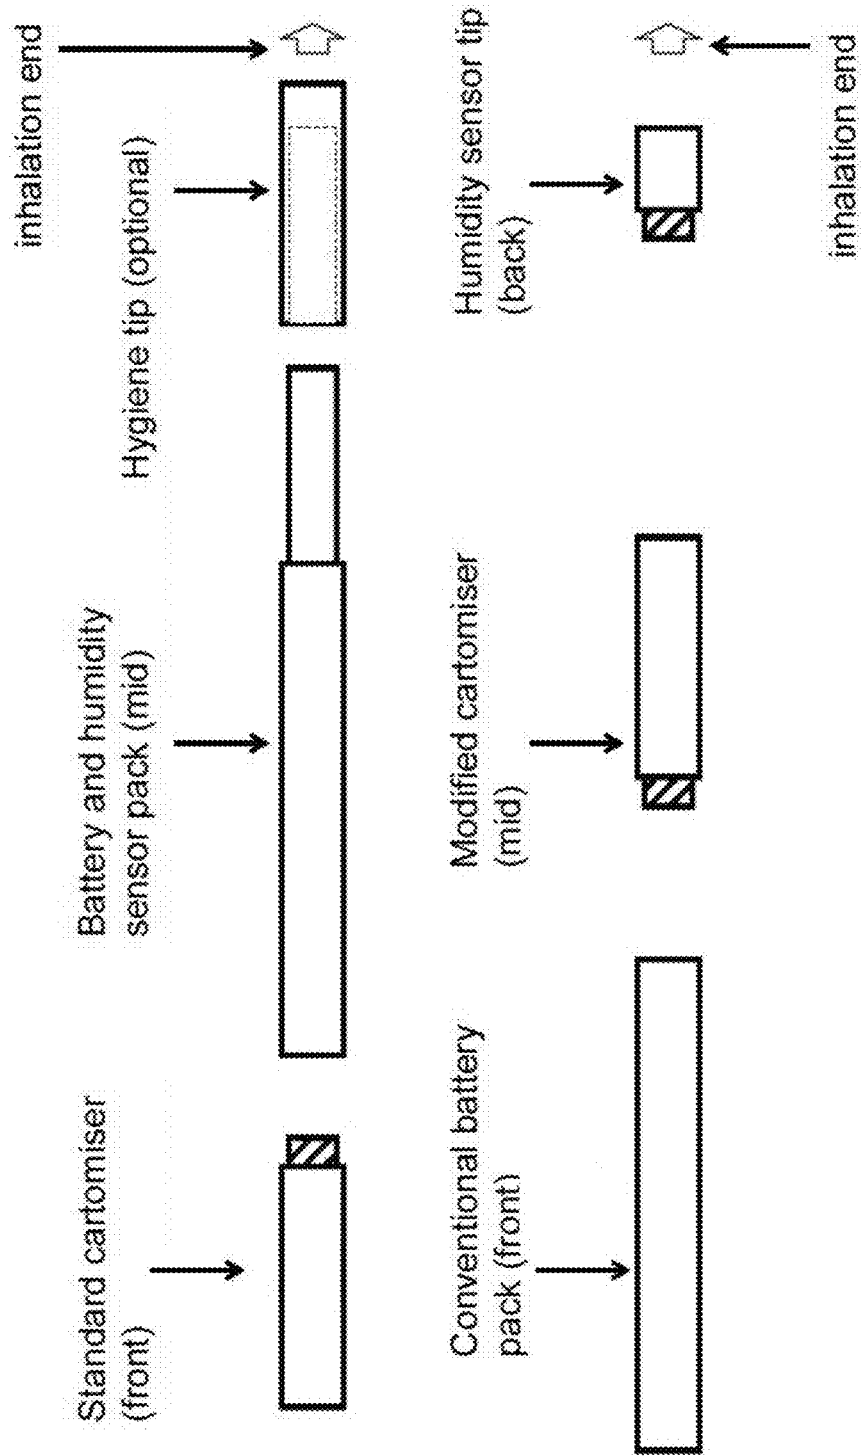 inhalation end
Hygiene tip (optional)
Battery and humidity
sensor pack (mid)
Standard cartomiser
(front)
Humidity sensor tip
(back)
Modified cartomiser
(mid)
Conventional battery
pack (front)
inhalation end